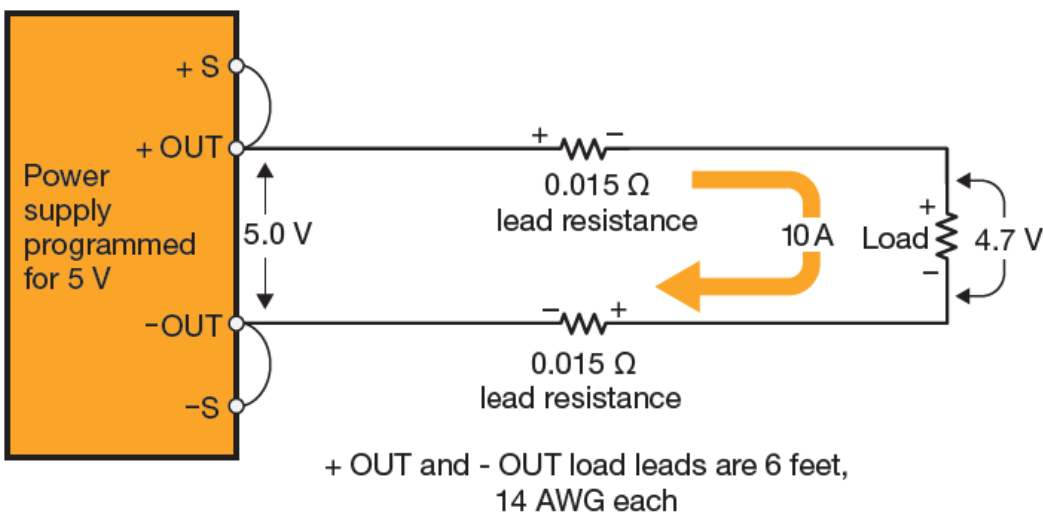 + S
+ OUT
Power
supply
programmed
for 5 V
5.0 V
-OUT
-S
+ -
0.015 Ω
lead resistance
10 A
Load
+
-
4.7 V
- +
0.015 Ω
lead resistance
+ OUT and - OUT load leads are 6 feet,
14 AWG each